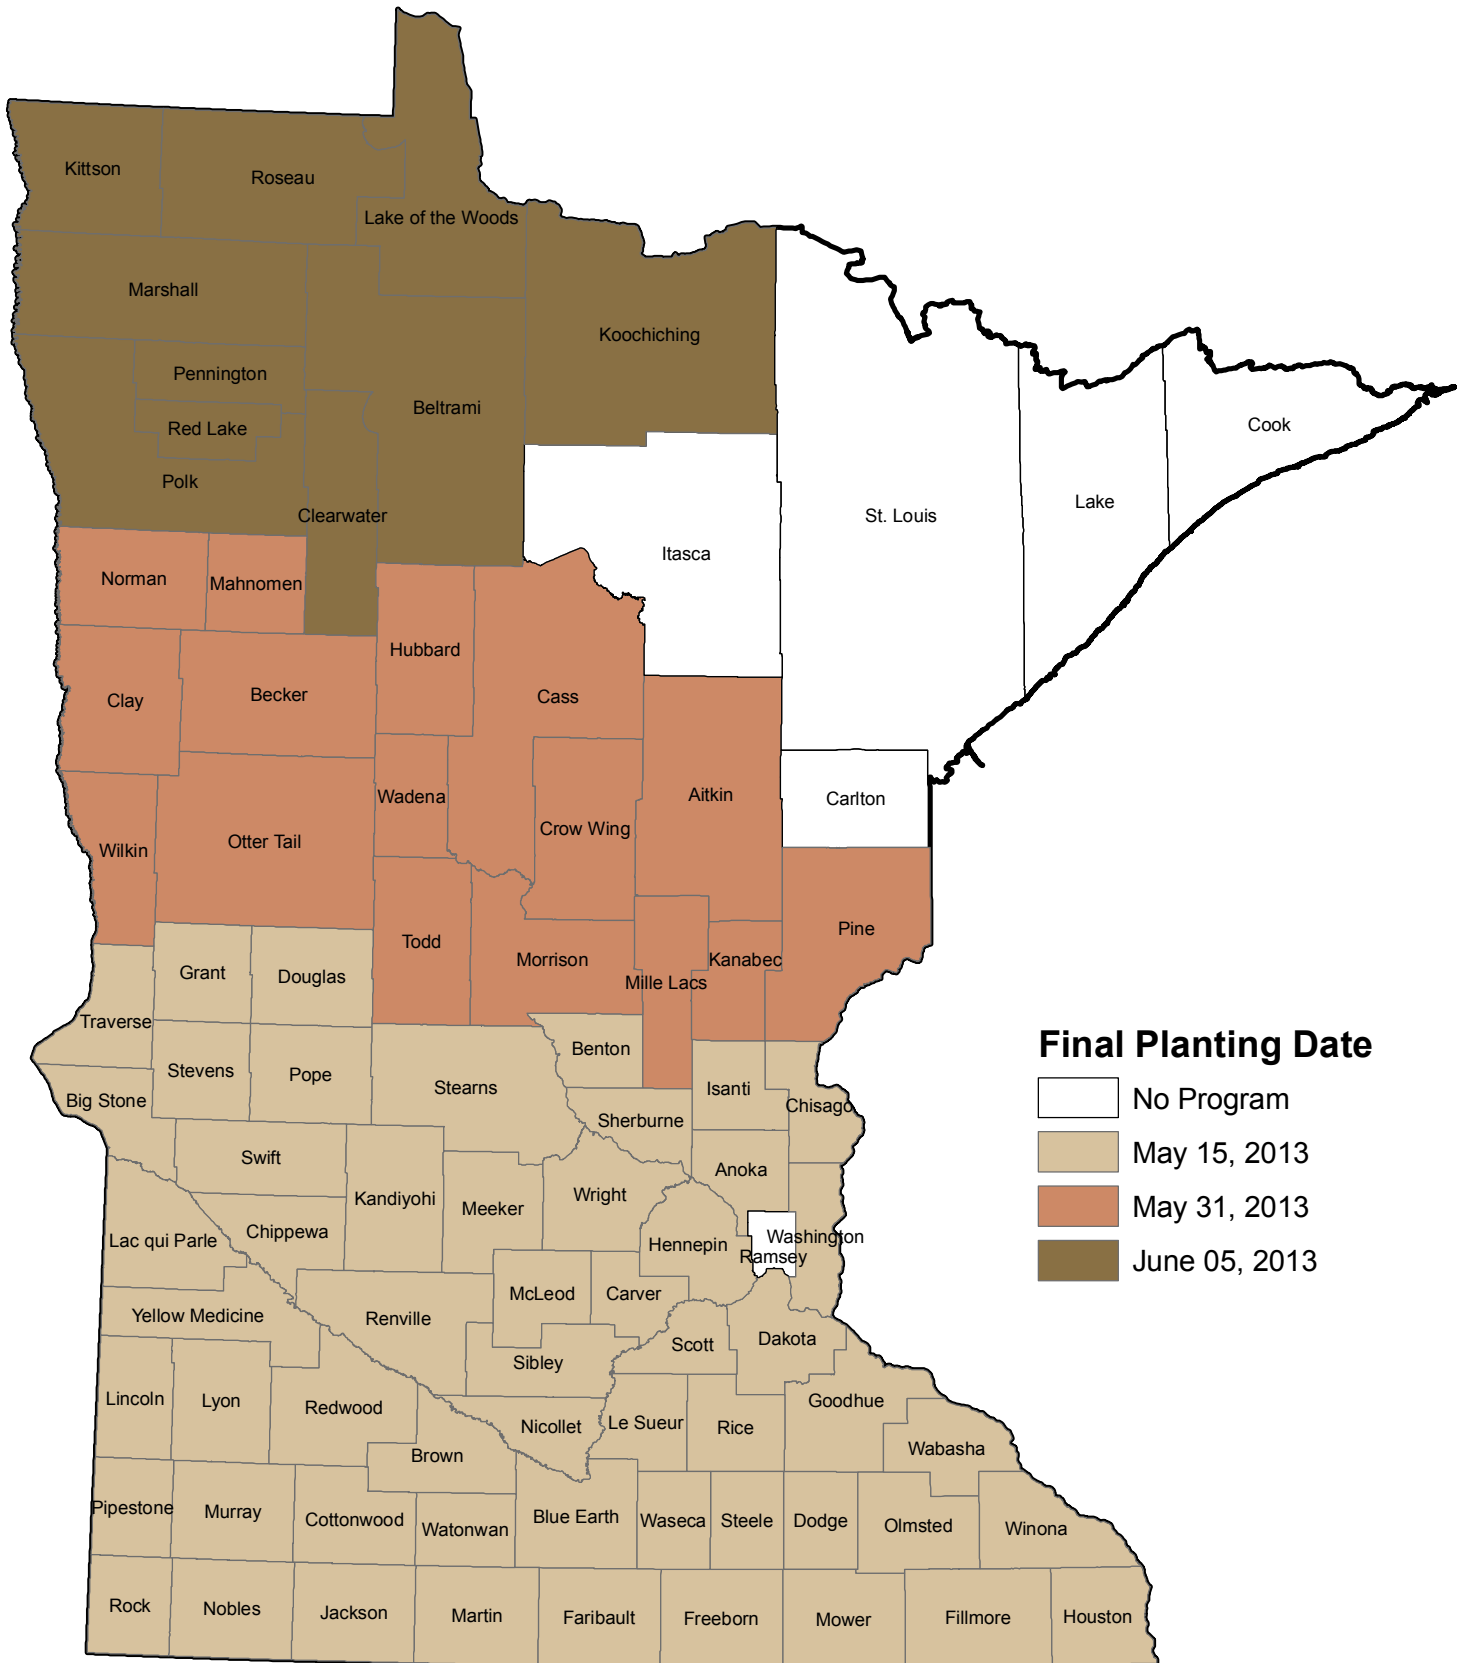 Kittson
Roseau
Lake of the Woods
Marshall
Koochiching
Pennington
Beltrami
Red Lake
Cook
Polk
Lake
Clearwater
St. Louis
Itasca
Norman
Mahnomen
Hubbard
Becker
Cass
Clay
Aitkin
Wadena
Carlton
Crow Wing
Otter Tail
Wilkin
Pine
Todd
Morrison
Kanabec
Grant
Douglas
Mille Lacs
Traverse
Final Planting Date
Benton
Stevens
Pope
Stearns
Isanti
Big Stone
Chisago
No Program
Sherburne
May 15, 2013
Swift
Anoka
Kandiyohi
Wright
Meeker
May 31, 2013
Chippewa
Lac qui Parle
Washington
Hennepin
Ramsey
June 05, 2013
McLeod
Carver
Yellow Medicine
Renville
Dakota
Scott
Sibley
Lincoln
Lyon
Goodhue
Redwood
Le Sueur
Nicollet
Rice
Wabasha
Brown
Pipestone
Murray
Blue Earth
Cottonwood
Waseca
Steele
Dodge
Olmsted
Winona
Watonwan
Rock
Nobles
Jackson
Martin
Faribault
Freeborn
Mower
Fillmore
Houston